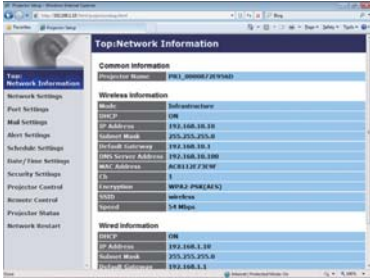 Top:Network Information
Common Information
Projector Name
Top:
Network Information
Network Settings
Port Settings
Mail Settings
Alert Settings
Schedule Settings
Date/Time Settings
Security Settings
Projector Control
Remote Control
Projector Status
Network Restart
Wireless Information
Mode Infrastructure
DHCP ON
IP Address 192.168.10.10
Subnet Mask 255.255.255.0
Default Gateway 192.168.10.1
DNS Server Address 192.168.10.100
MAC Address
Ch 1
Encryption WPA2-PSK(AES)
SSID wireless
Speed 54 Mbps
Wired Information
DHCP ON
IP Address 192.168.1.10
Subnet Mask 255.255.255.0
Default Gateway 192.168.1.1